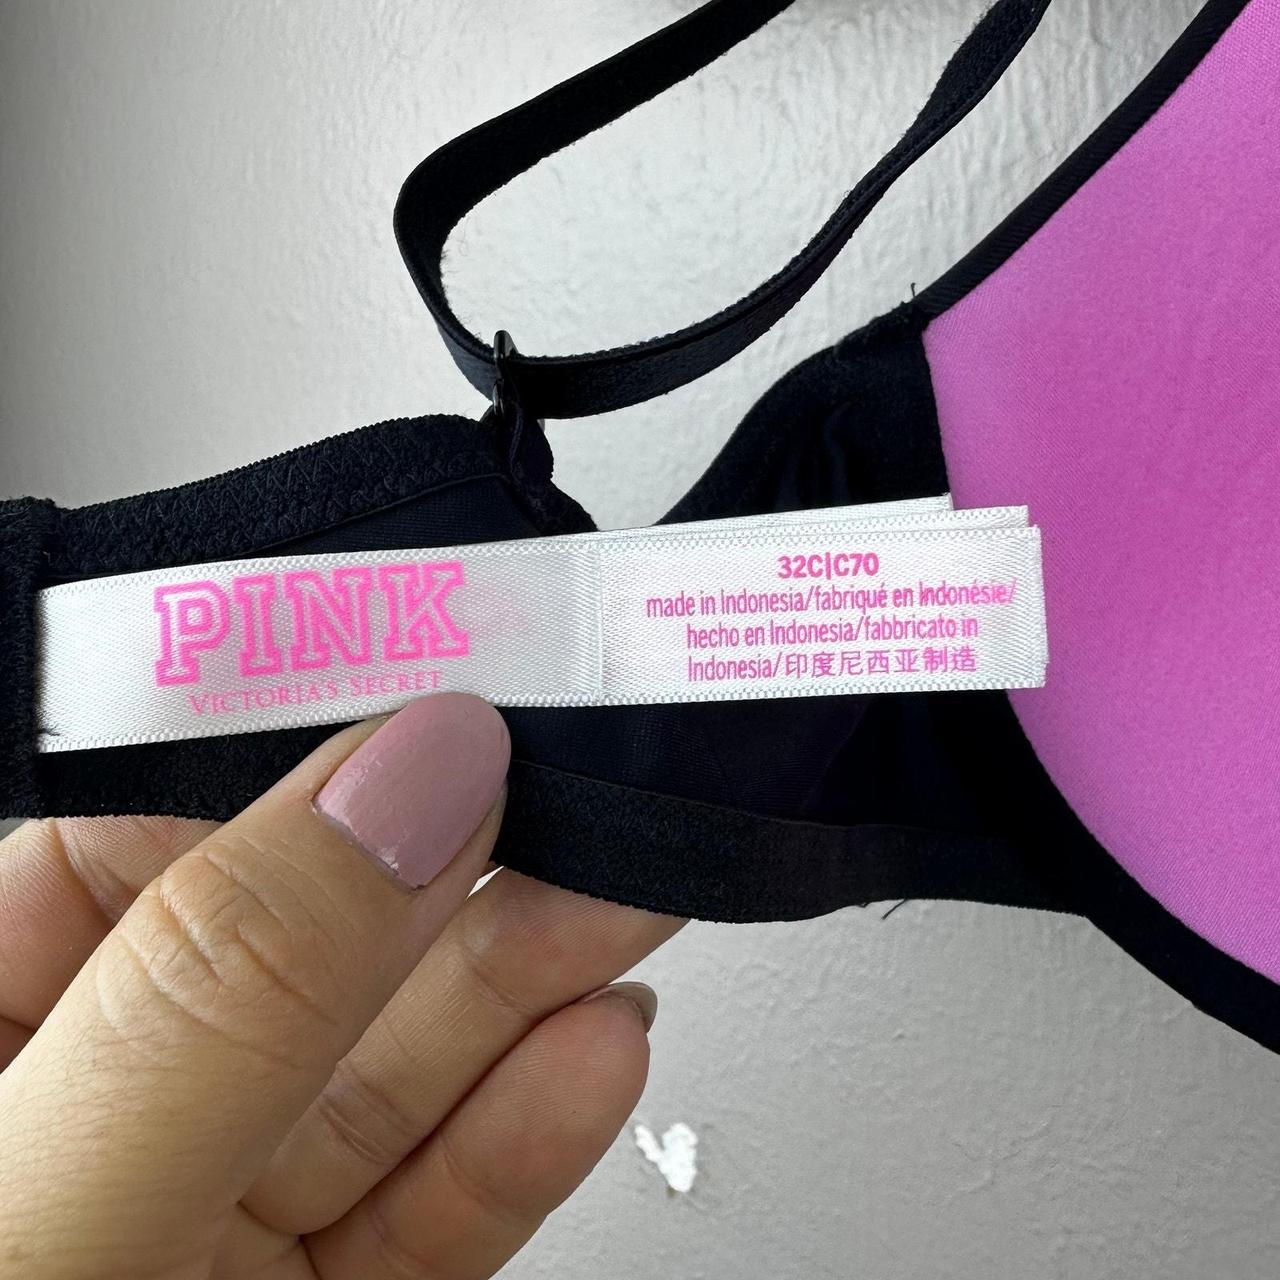 PINK
VICTORIA'S SECRET
32C|C70
made in Indonesia/fabriqué en Indonésie/
hecho en Indonesia/fabbricato in
Indonesia/印度尼西亚制造